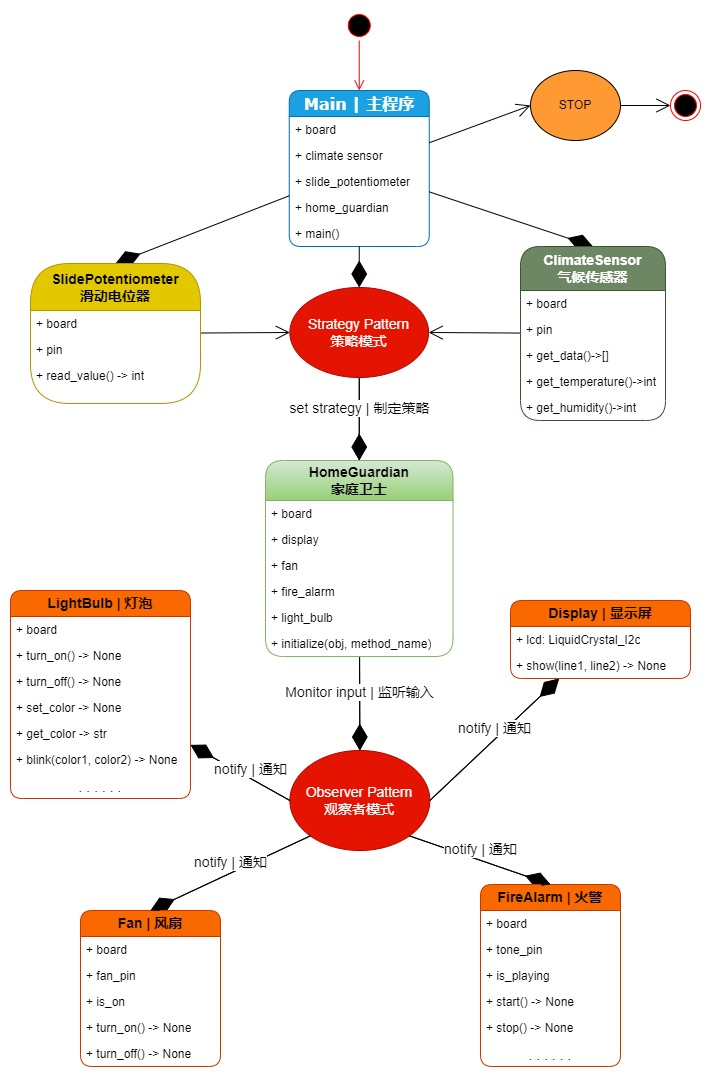 Main | 主程序
+ board
+ climate sensor
+ slide_potentiometer
+ home_guardian
+ main()
STOP
SlidePotentiometer
滑动电位器
+ board
+ pin
+ read_value() -> int
Strategy Pattern
策略模式
ClimateSensor
气候传感器
+ board
+ pin
+ get_data()->[]
+ get_temperature()->int
+ get_humidity()->int
set strategy | 制定策略
HomeGuardian
家庭卫士
+ board
+ display
+ fan
+ fire_alarm
+ light_bulb
+ initialize(obj, method_name)
LightBulb | 灯泡
+ board
+ turn_on() -> None
+ turn_off() -> None
+ set_color -> None
+ get_color -> str
+ blink(color1, color2) -> None
. . . . . .
Display | 显示屏
+ lcd: LiquidCrystal_I2c
+ show(line1, line2) -> None
Monitor input | 监听输入
notify | 通知
notify | 通知
Observer Pattern
观察者模式
notify | 通知
notify | 通知
Fan | 风扇
+ board
+ fan_pin
+ is_on
+ turn_on() -> None
+ turn_off() -> None
FireAlarm | 火警
+ board
+ tone_pin
+ is_playing
+ start() -> None
+ stop() -> None
. . . . . .